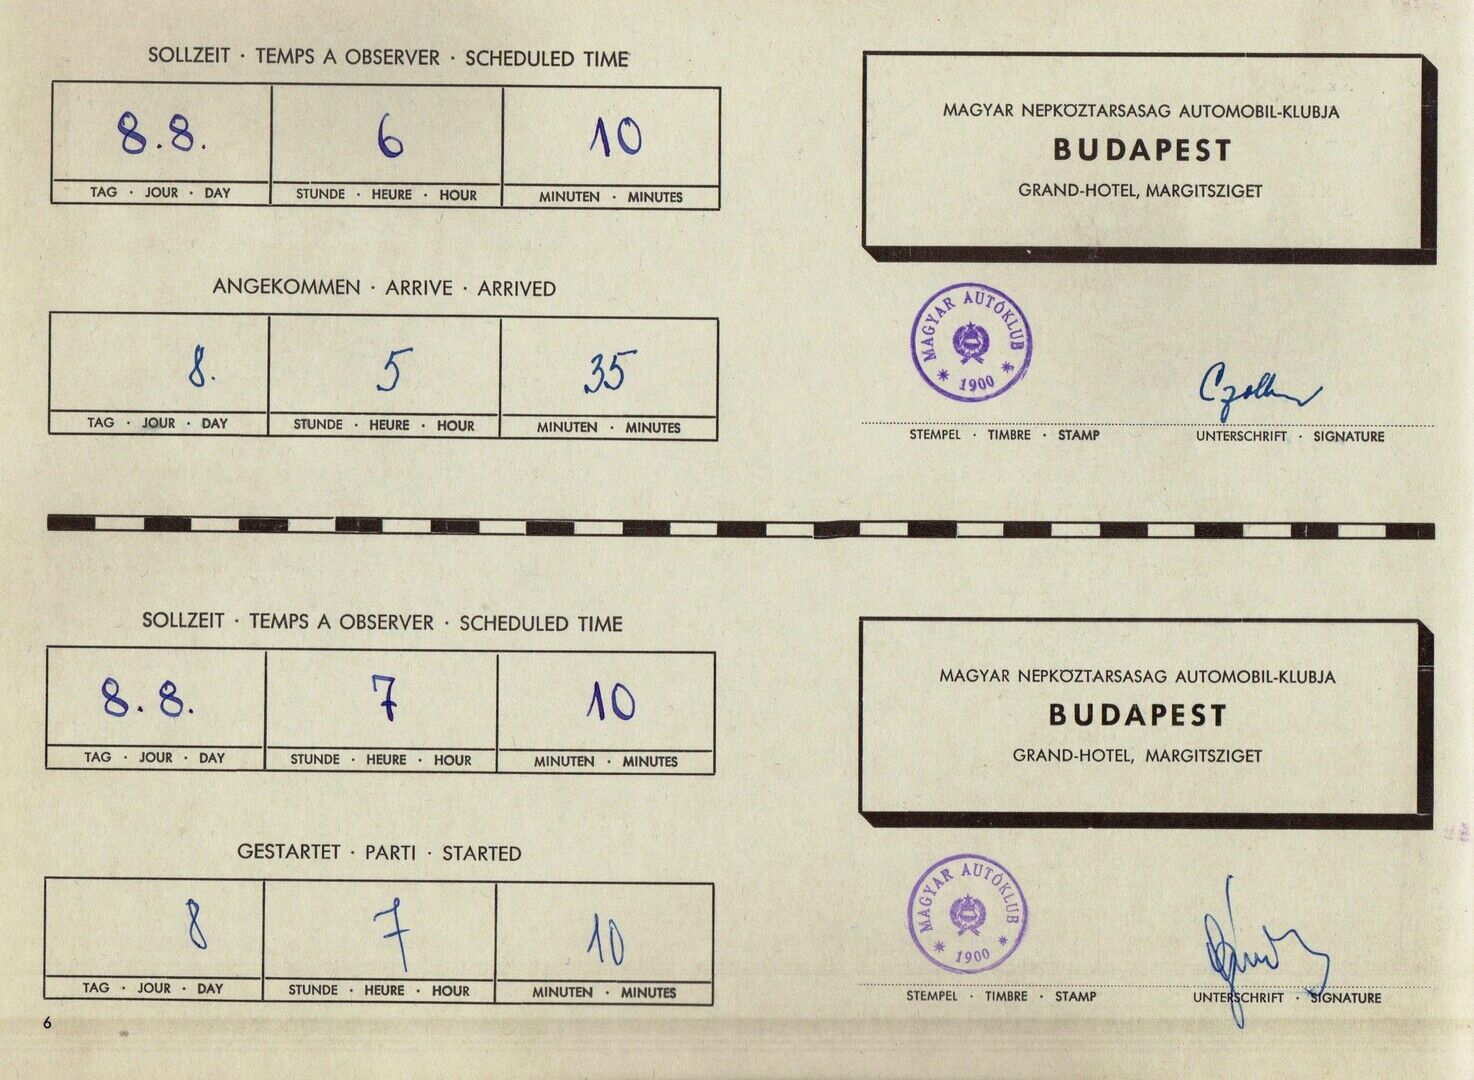 SOLLZEIT · TEMPS A OBSERVER · SCHEDULED TIME
8.8. 6 10
TAG · JOUR · DAY STUNDE · HEURE · HOUR MINUTEN · MINUTES
MAGYAR NEPKÖZTARSASAG AUTOMOBIL-KLUBJA
BUDAPEST
GRAND-HOTEL, MARGITSZIGET
ANGEKOMMEN · ARRIVE · ARRIVED
8. 5 35
TAG · JOUR · DAY STUNDE · HEURE · HOUR MINUTEN · MINUTES
MAGYAR AUTÓKLUB
* 1900 *
STEMPEL · TIMBRE · STAMP UNTERSCHRIFT · SIGNATURE
SOLLZEIT · TEMPS A OBSERVER · SCHEDULED TIME
8. 8. 7 10
TAG · JOUR · DAY STUNDE · HEURE · HOUR MINUTEN · MINUTES
MAGYAR NEPKÖZTARSASAG AUTOMOBIL-KLUBJA
BUDAPEST
GRAND-HOTEL, MARGITSZIGET
GESTARTET · PARTI · STARTED
8 7 10
TAG · JOUR · DAY STUNDE · HEURE · HOUR MINUTEN · MINUTES
MAGYAR AUTÓKLUB
* 1900 *
STEMPEL · TIMBRE · STAMP UNTERSCHRIFT · SIGNATURE
6